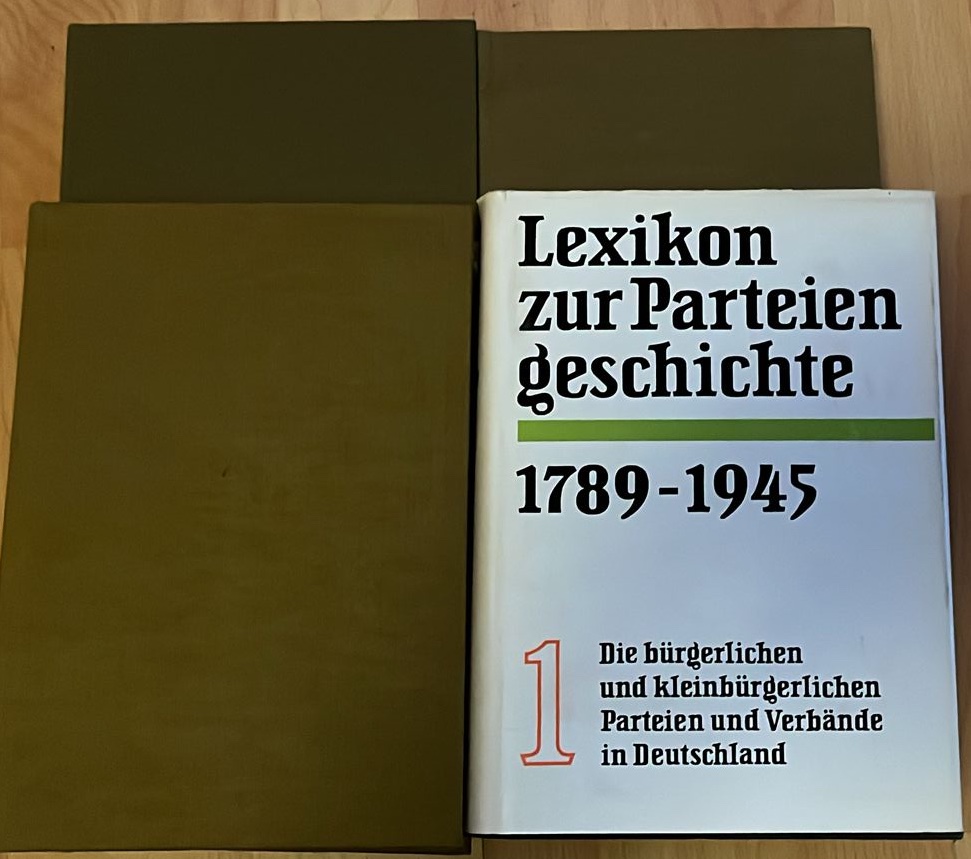 Lexikon
zur Parteien
geschichte
1789-1945
1
Die bürgerlichen
und kleinbürgerlichen
Parteien und Verbände
in Deutschland